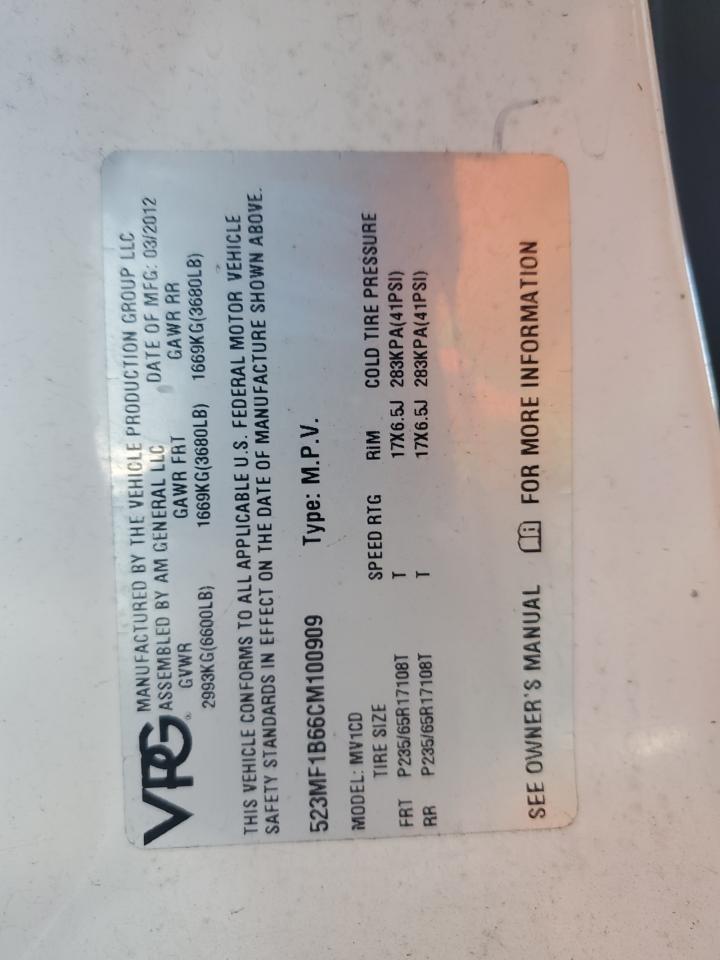 VPG
MANUFACTURED BY THE VEHICLE PRODUCTION GROUP LLC
ASSEMBLED BY AM GENERAL LLC DATE OF MFG: 03/2012
GVWR GAWR FRT GAWR RR
2993KG(6600LB) 1669KG(3680LB) 1669KG(3680LB)
THIS VEHICLE CONFORMS TO ALL APPLICABLE U.S. FEDERAL MOTOR VEHICLE
SAFETY STANDARDS IN EFFECT ON THE DATE OF MANUFACTURE SHOWN ABOVE.
523MF1B66CM100909 Type: M.P.V.
MODEL: MV1CD
TIRE SIZE SPEED RTG RiM COLD TIRE PRESSURE
FRT P235/65R17108T T 17X6.5J 283KPA(41PSI)
RR P235/65R17108T T 17X6.5J 283KPA(41PSI)
SEE OWNER'S MANUAL FOR MORE INFORMATION